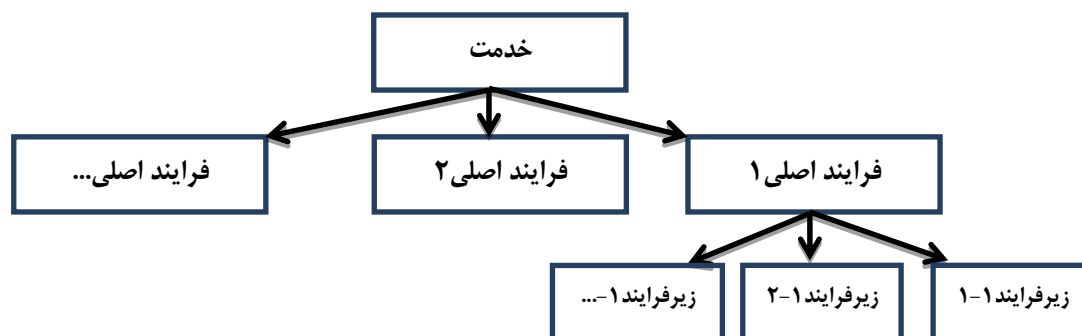 خدمت
فرایند اصلی۱
فرایند اصلی۲
فرایند اصلی...
زیرفرایند۱-۱
زیرفرایند۱-۲
زیرفرایند۱-...